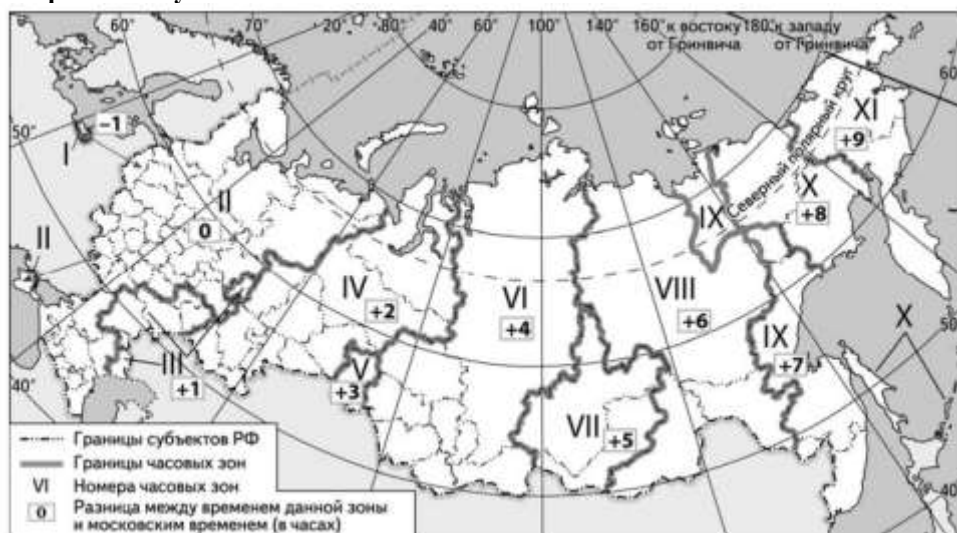 60° 70° 20° 80° 100° 140° 160° к востоку от Гринвича 180° к западу от Гринвича
60°
50°
I
−1
Северный полярный круг
XI
+9
II
0
IX
X
+8
II
IV
+2
VI
+4
VIII
+6
X
50°
V
+3
IX
+7
III
+1
40°
VII
+5
40°
Границы субъектов РФ
Границы часовых зон
VI Номера часовых зон
0 Разница между временем данной зоны
и московским временем (в часах)